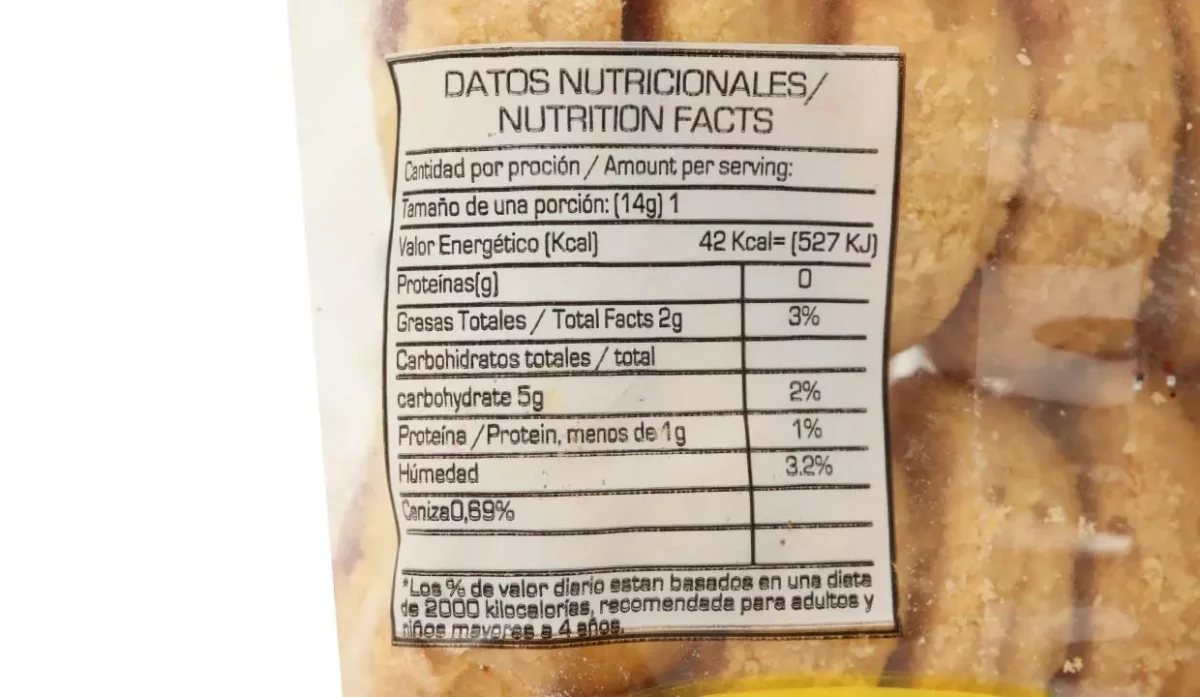 DATOS NUTRICIONALES/
NUTRITION FACTS
Cantidad por proción / Amount per serving:
Tamaño de una porción: (14g) 1
Valor Energético (Kcal) 42 Kcal= (527 KJ)
Proteínas(g) 0
Grasas Totales / Total Facts 2g 3%
Carbohidratos totales / total
carbohydrate 5g 2%
Proteína / Protein, menos de 1g 1%
Húmedad 3.2%
Caniza0,69%
*Los % de valor diario estan basados en una dieta
de 2000 kilocalorías, recomendada para adultos y
niños mayores a 4 años.